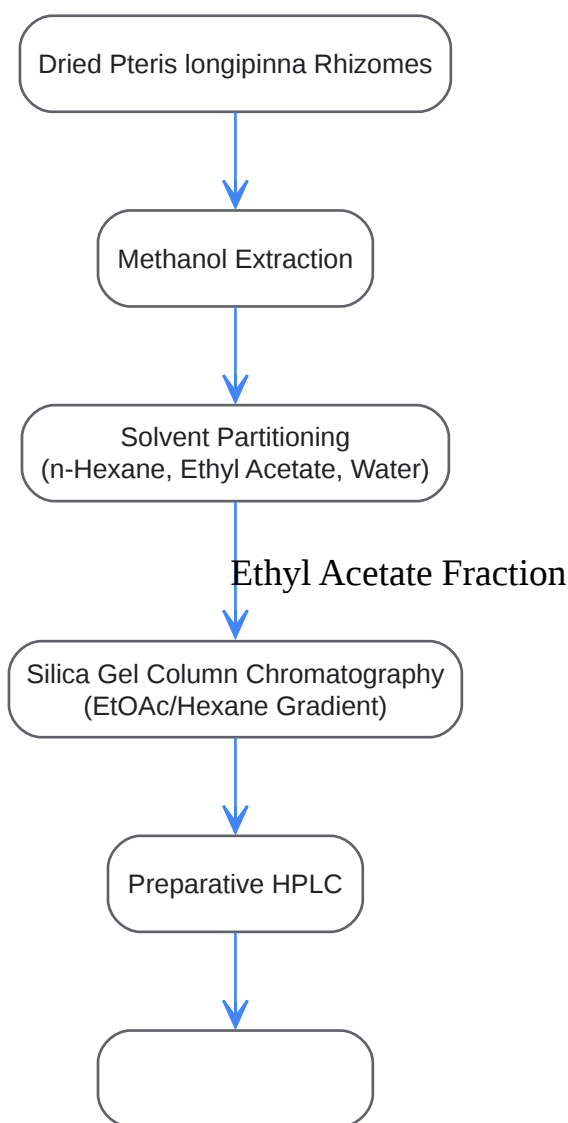 Dried Pteris longipinna Rhizomes
Methanol Extraction
Solvent Partitioning
(n-Hexane, Ethyl Acetate, Water)
Ethyl Acetate Fraction
Silica Gel Column Chromatography
(EtOAc/Hexane Gradient)
Preparative HPLC